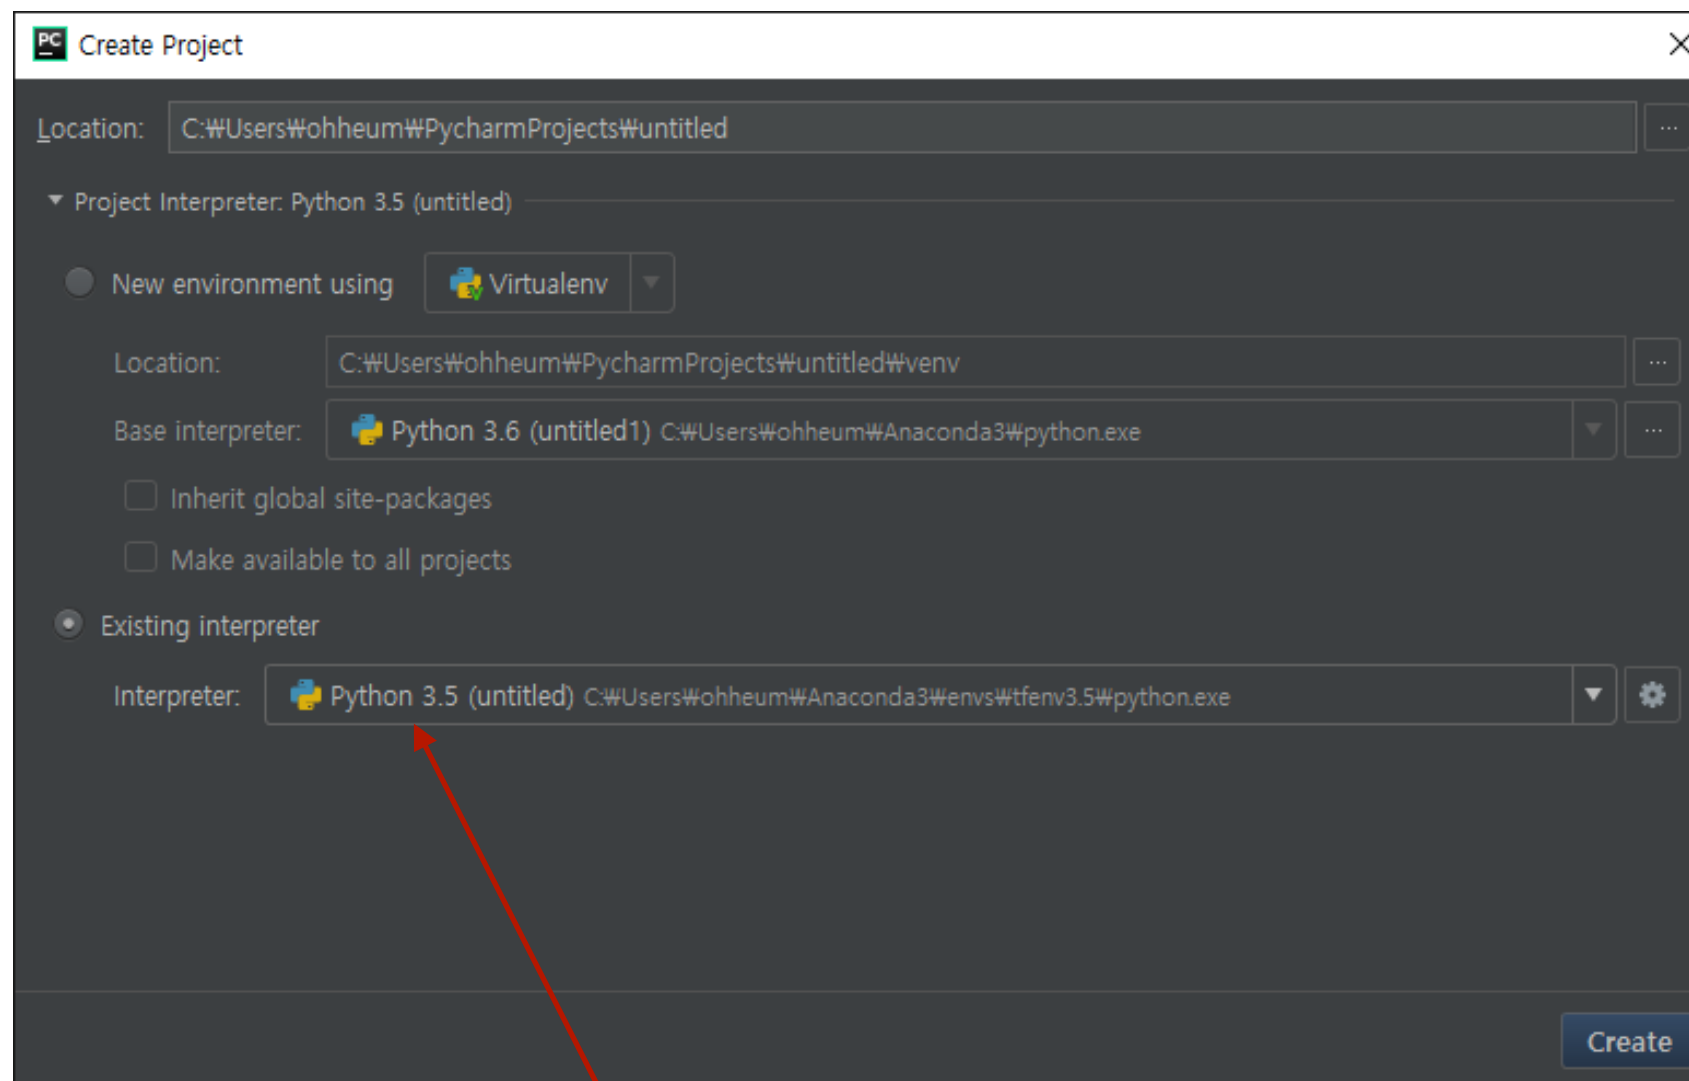 PC Create Project
Location: C:₩Users₩ohheum₩PycharmProjects₩untitled ...
Project Interpreter: Python 3.5 (untitled)
New environment using Virtualenv
Location: C:₩Users₩ohheum₩PycharmProjects₩untitled₩venv ...
Base interpreter: Python 3.6 (untitled1) C:₩Users₩ohheum₩Anaconda3₩python.exe ...
Inherit global site-packages
Make available to all projects
Existing interpreter
Interpreter: Python 3.5 (untitled) C:₩Users₩ohheum₩Anaconda3₩envs₩tfenv3.5₩python.exe
Create